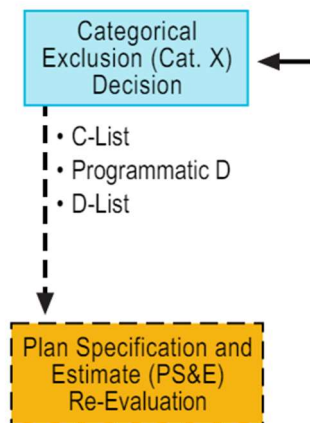 Categorical
Exclusion (Cat. X)
Decision
• C-List
• Programmatic D
• D-List
Plan Specification and
Estimate (PS&E)
Re-Evaluation